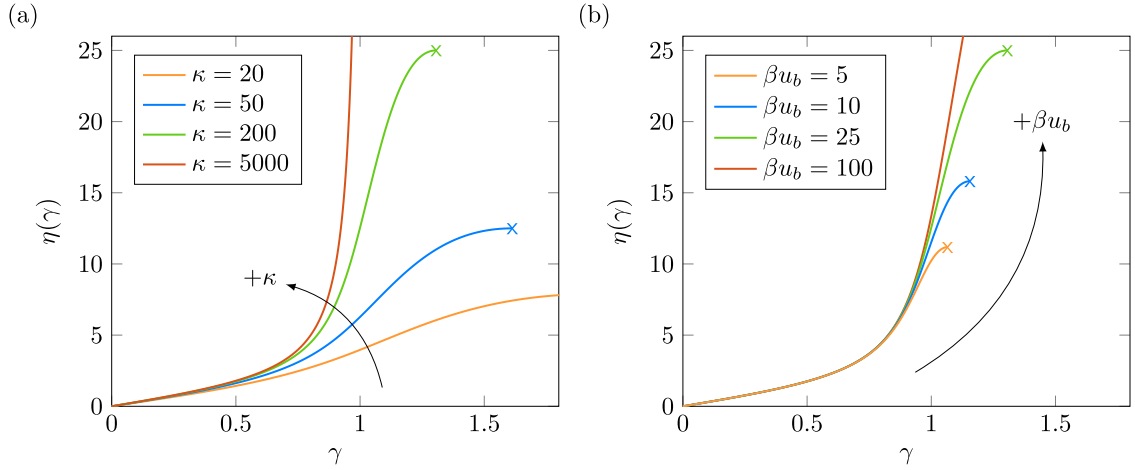 (a)
κ = 20
κ = 50
κ = 200
κ = 5000
+κ
η(γ)
0
5
10
15
20
25
0
0.5
1
1.5
γ
(b)
βu_b = 5
βu_b = 10
βu_b = 25
βu_b = 100
+βu_b
η(γ)
0
5
10
15
20
25
0
0.5
1
1.5
γ